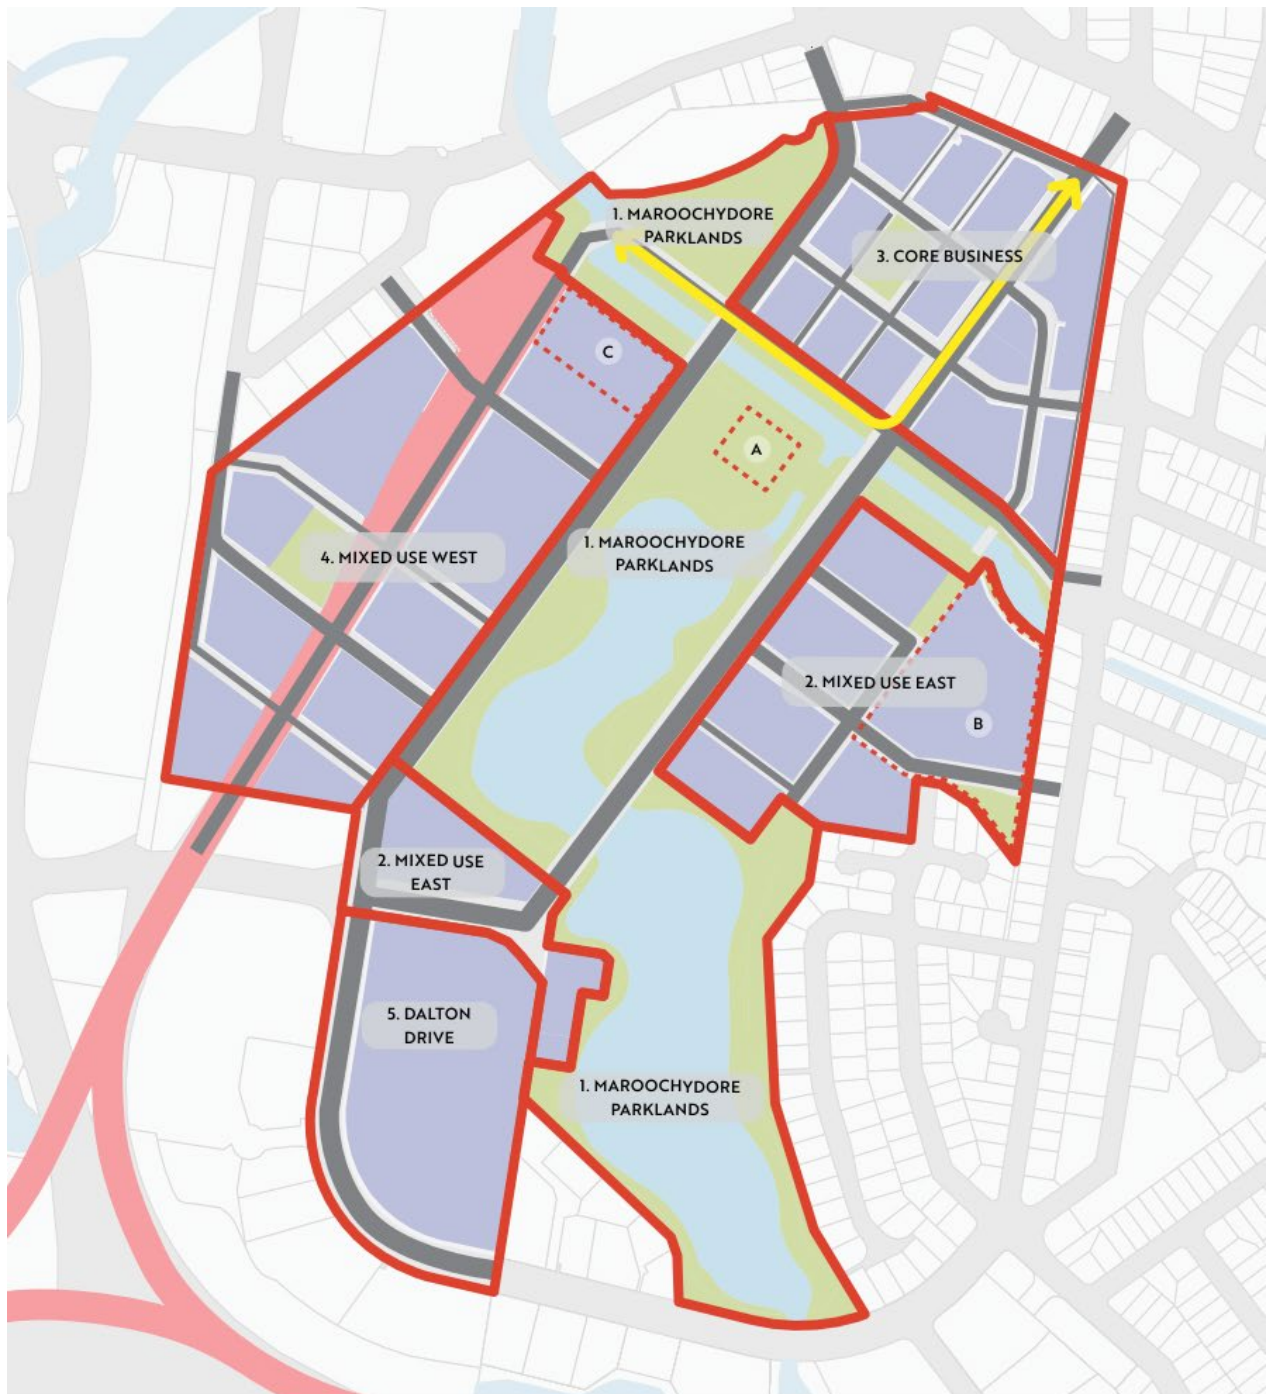 1. MAROOCHYDORE
PARKLANDS
3. CORE BUSINESS
C
A
1. MAROOCHYDORE
PARKLANDS
4. MIXED USE WEST
2. MIXED USE EAST
B
2. MIXED USE
EAST
5. DALTON
DRIVE
1. MAROOCHYDORE
PARKLANDS